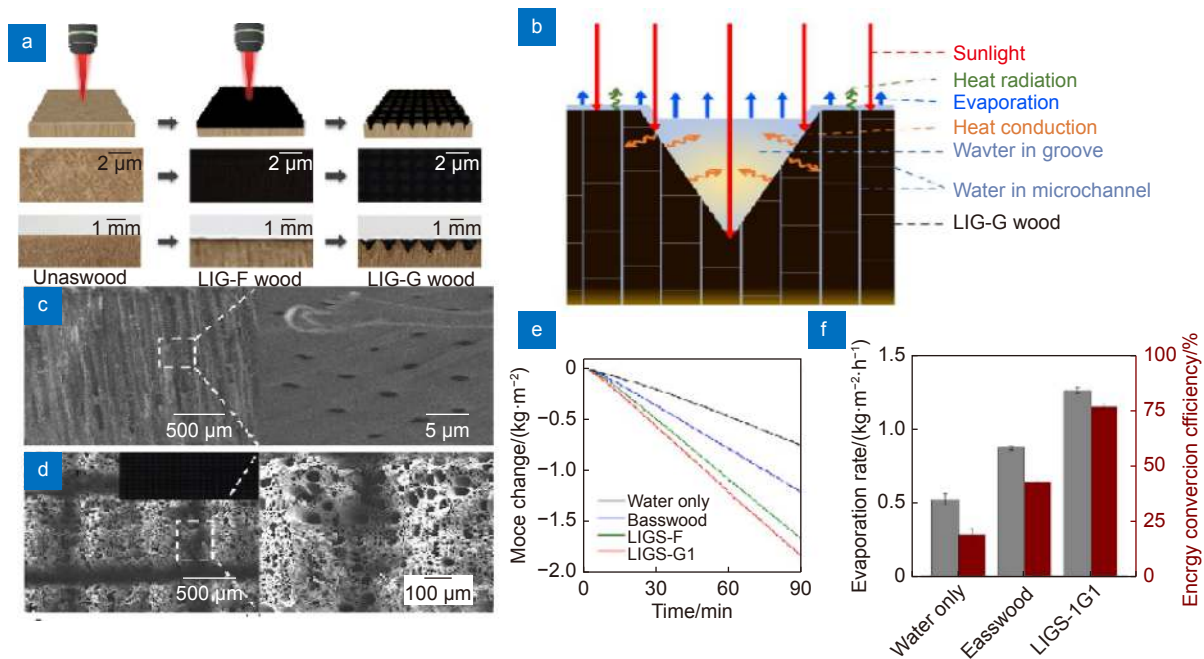 a
2 µm
2 µm
2 µm
1 mm
1 mm
1 mm
Unaswood
LIG-F wood
LIG-G wood
b
Sunlight
Heat radiation
Evaporation
Heat conduction
Wavter in groove
Water in microchannel
LIG-G wood
c
500 µm
5 µm
d
500 µm
100 µm
e
Moce change/(kg·m⁻²)
0
−0.5
−1.0
−1.5
−2.0
0
30
60
90
Time/min
Water only
Basswood
LIGS-F
LIGS-G1
f
Evaporation rate/(kg·m⁻²·h⁻¹)
0
0.5
1.0
1.5
Water only
Easswood
LIGS-1G1
0
25
50
75
100
Encrgy convcriion cfficiency/%